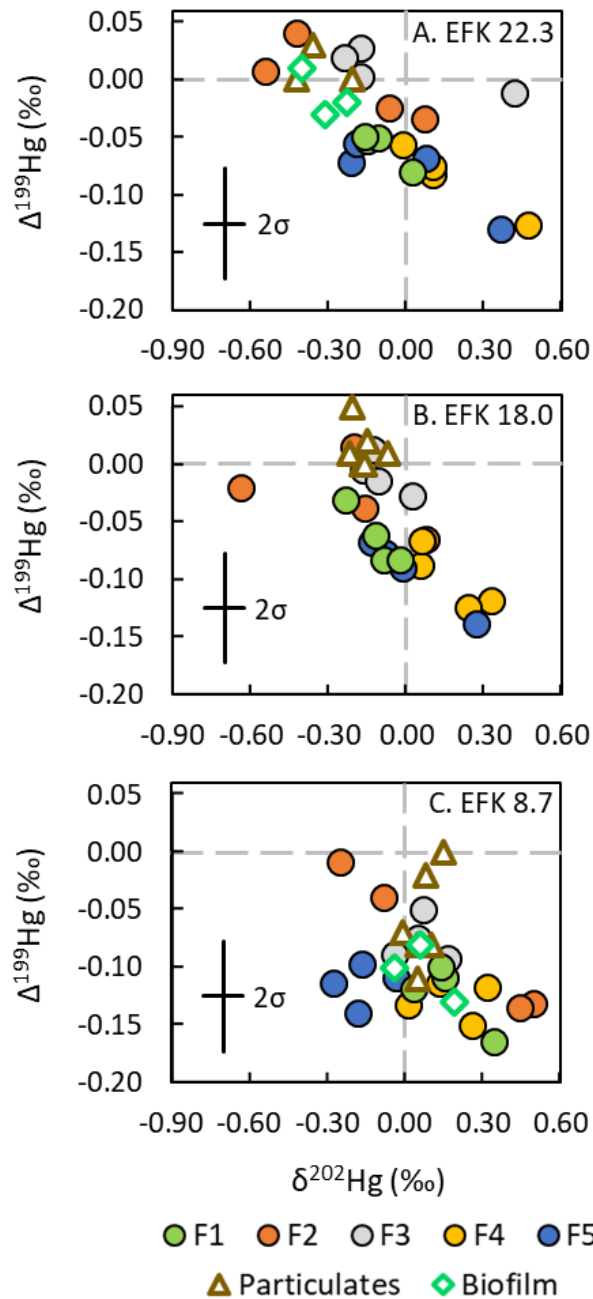 A. EFK 22.3
0.05
0.00
-0.05
-0.10
-0.15
-0.20
Δ¹⁹⁹Hg (‰)
2σ
-0.90 -0.60 -0.30 0.00 0.30 0.60
B. EFK 18.0
0.05
0.00
-0.05
-0.10
-0.15
-0.20
Δ¹⁹⁹Hg (‰)
2σ
-0.90 -0.60 -0.30 0.00 0.30 0.60
C. EFK 8.7
0.05
0.00
-0.05
-0.10
-0.15
-0.20
Δ¹⁹⁹Hg (‰)
2σ
-0.90 -0.60 -0.30 0.00 0.30 0.60
δ²⁰²Hg (‰)
F1 F2 F3 F4 F5
Particulates Biofilm